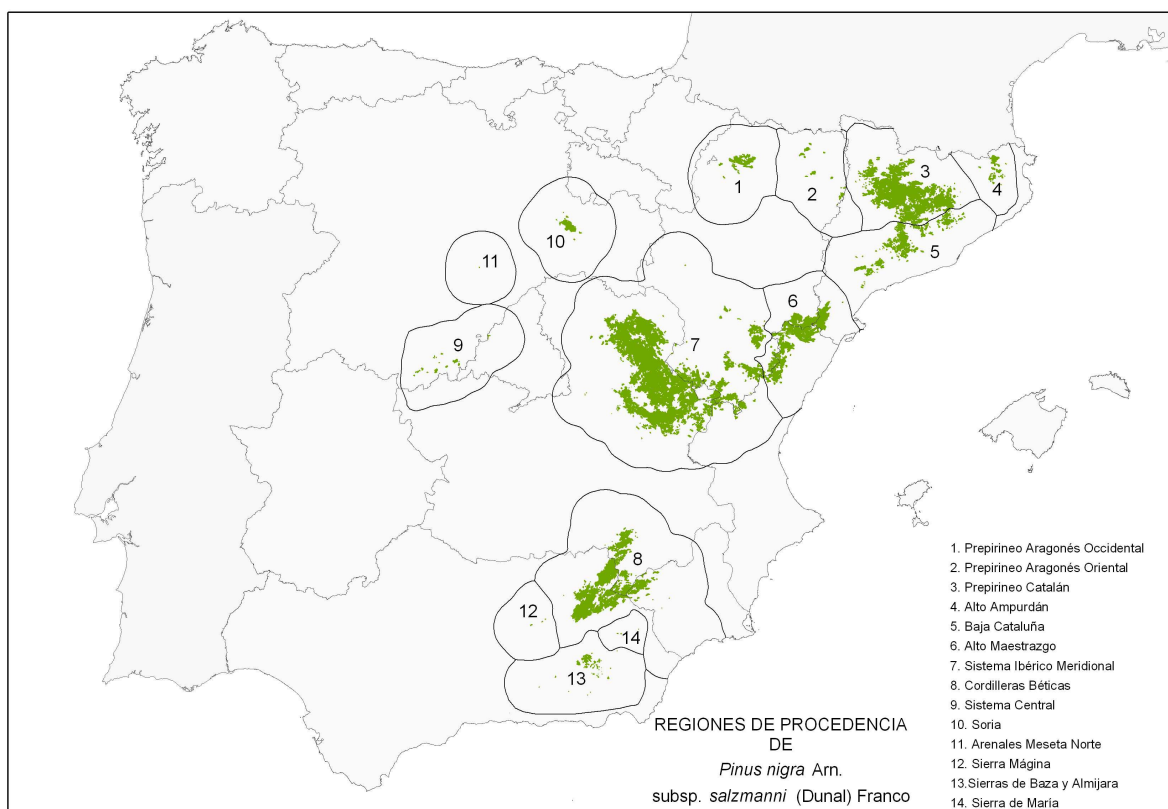 1
2
3
4
5
6
7
8
9
10
11
12
13
14
REGIONES DE PROCEDENCIA
DE
Pinus nigra Arn.
subsp. salzmanni (Dunal) Franco
1. Prepirineo Aragonés Occidental
2. Prepirineo Aragonés Oriental
3. Prepirineo Catalán
4. Alto Ampurdán
5. Baja Cataluña
6. Alto Maestrazgo
7. Sistema Ibérico Meridional
8. Cordilleras Béticas
9. Sistema Central
10. Soria
11. Arenales Meseta Norte
12. Sierra Mágina
13.Sierras de Baza y Almijara
14. Sierra de María